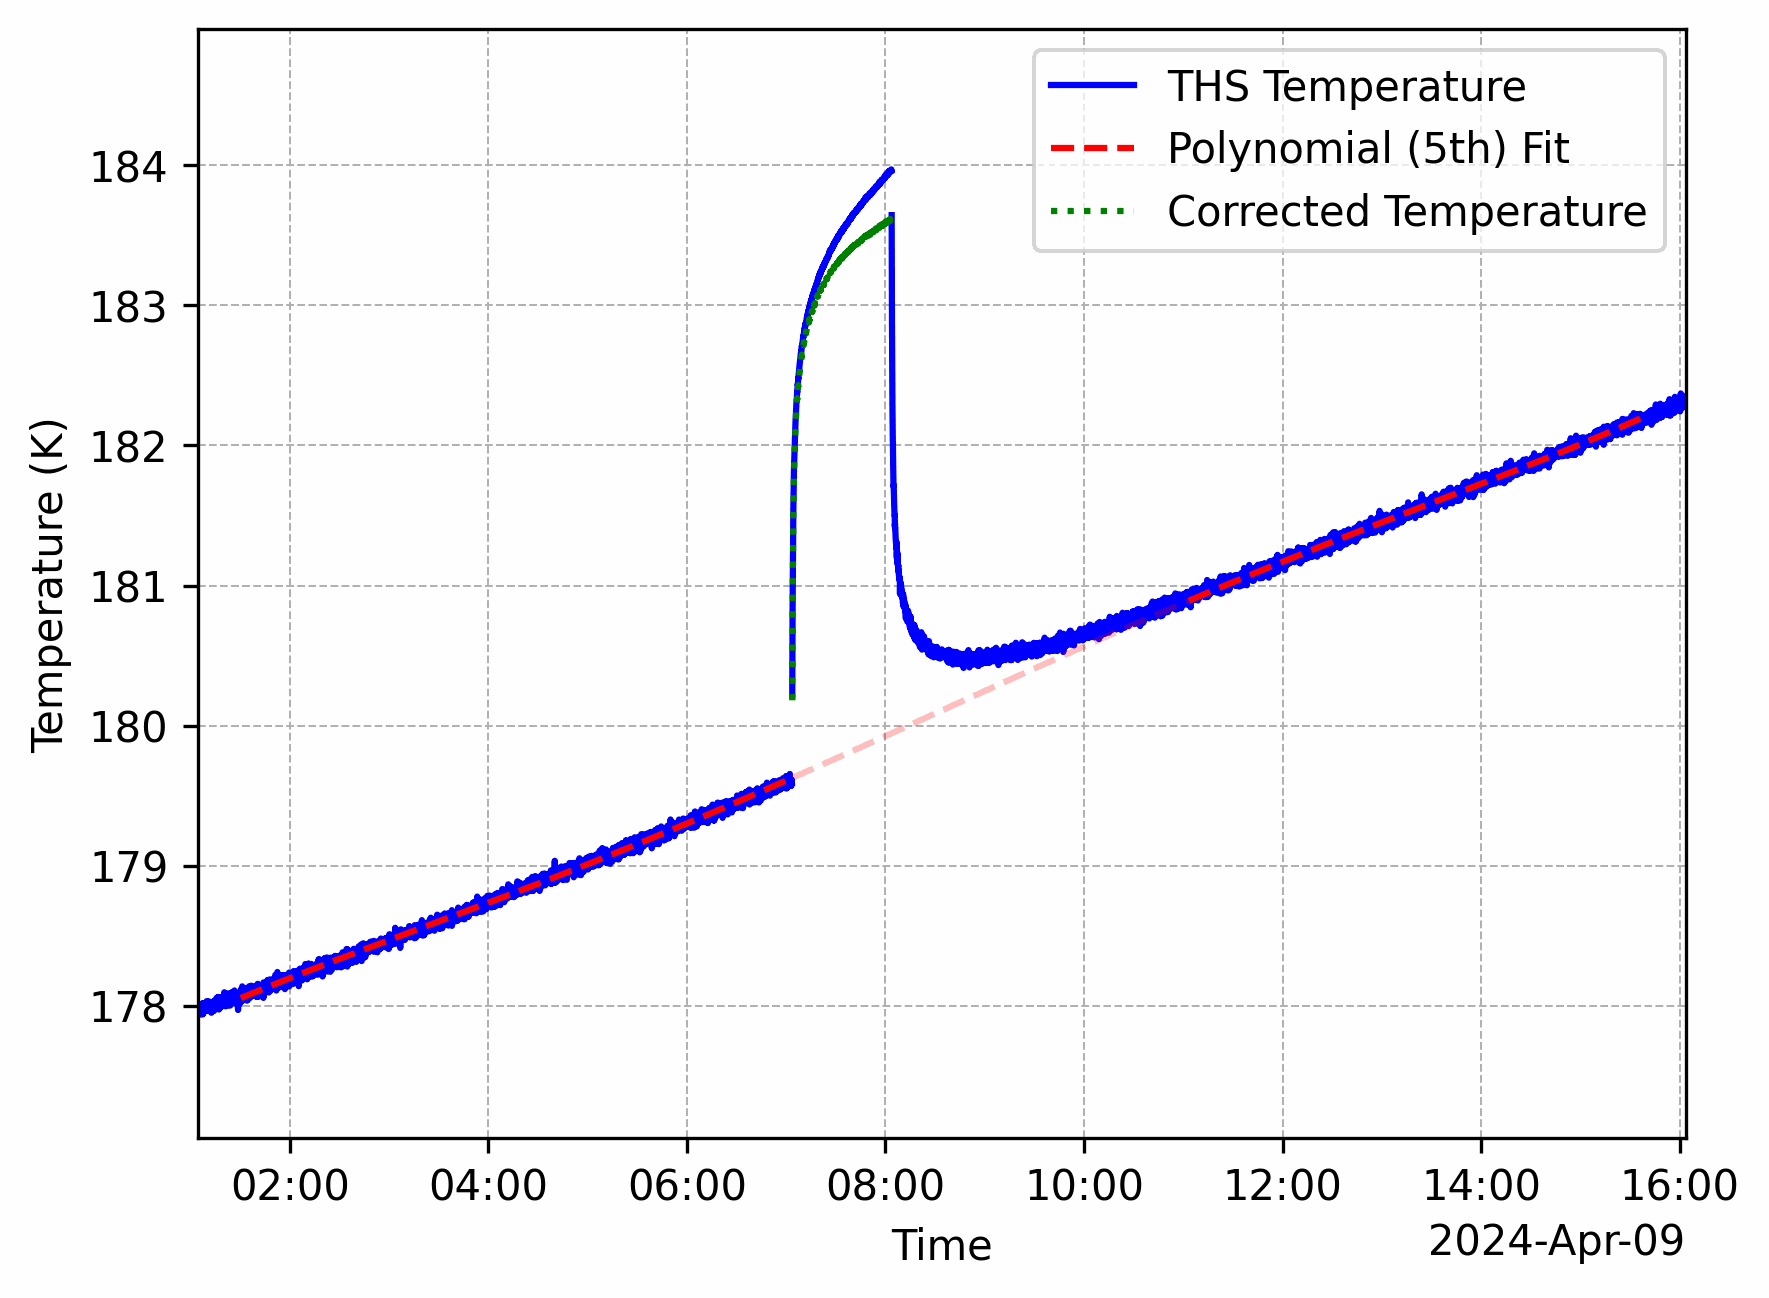 THS Temperature
Polynomial (5th) Fit
Corrected Temperature
184
183
182
181
180
179
178
Temperature (K)
02:00 04:00 06:00 08:00 10:00 12:00 14:00 16:00
Time
2024-Apr-09